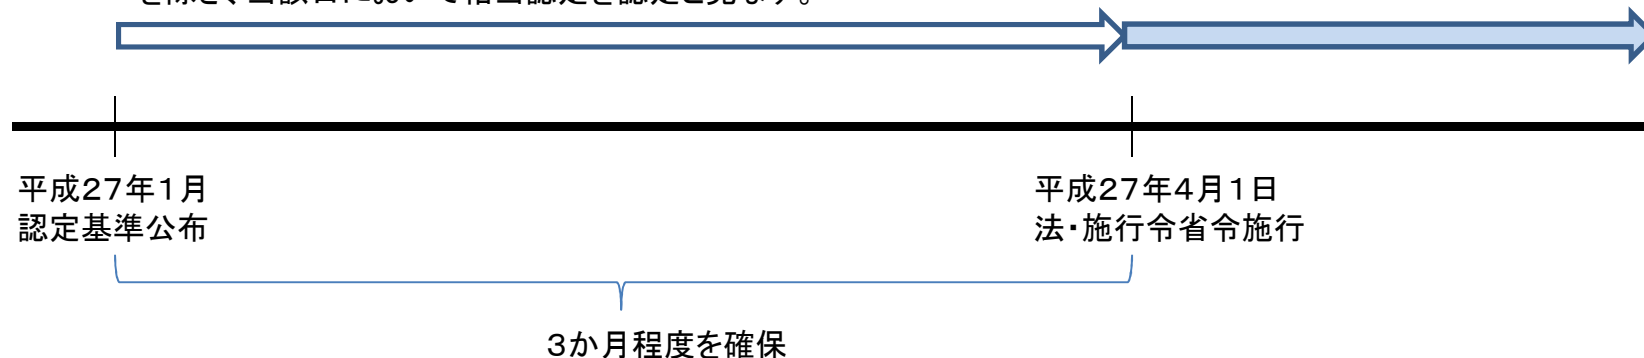 平成27年1月
認定基準公布
平成27年4月1日
法・施行令省令施行
3か月程度を確保